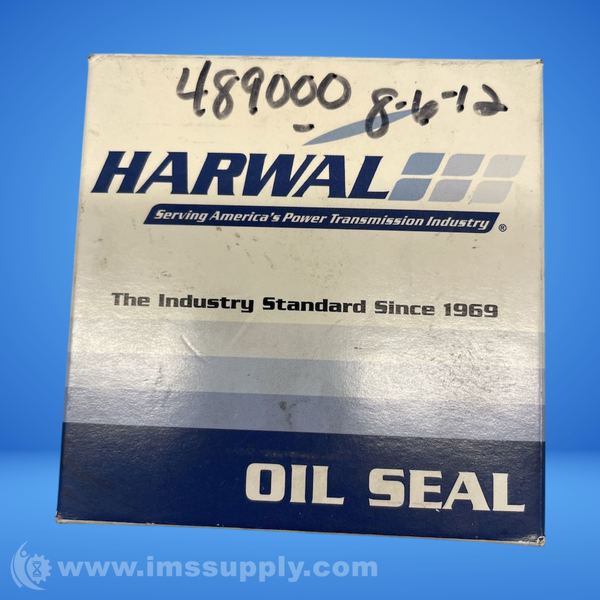 489000 8-6-12
HARWAL
Serving America's Power Transmission Industry ®
The Industry Standard Since 1969
OIL SEAL
www.imssupply.com